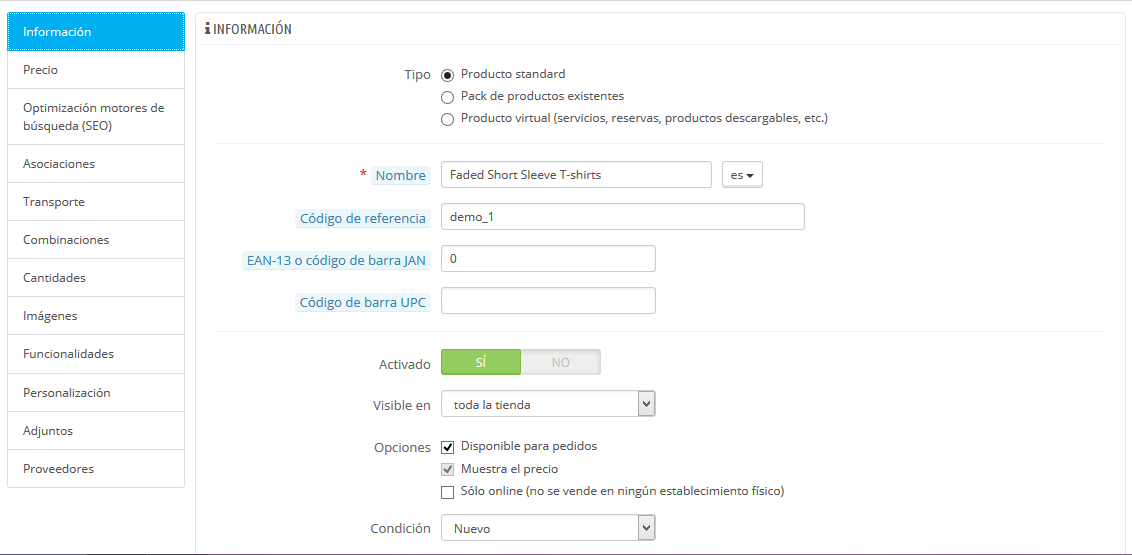 Información
Precio
Optimización motores de
búsqueda (SEO)
Asociaciones
Transporte
Combinaciones
Cantidades
Imágenes
Funcionalidades
Personalización
Adjuntos
Proveedores
INFORMACIÓN
Tipo Producto standard
Pack de productos existentes
Producto virtual (servicios, reservas, productos descargables, etc.)
* Nombre Faded Short Sleeve T-shirts es
Código de referencia demo_1
EAN-13 o código de barra JAN 0
Código de barra UPC
Activado SÍ NO
Visible en toda la tienda
Opciones Disponible para pedidos
Muestra el precio
Sólo online (no se vende en ningún establecimiento físico)
Condición Nuevo